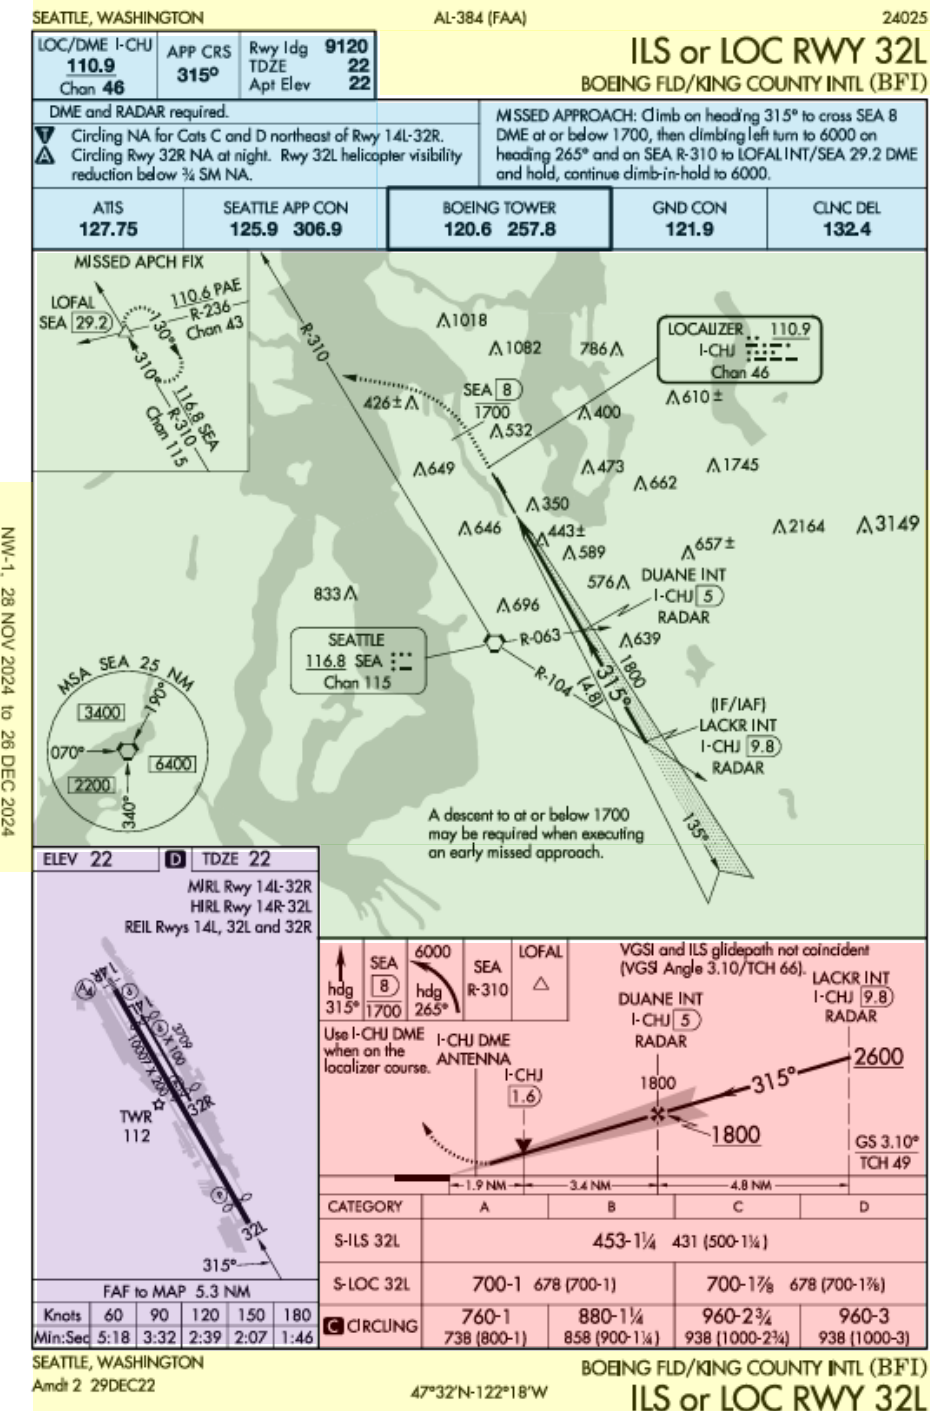 SEATTLE, WASHINGTON
AL-384 (FAA)
24025
LOC/DME I-CHJ
110.9
Chan 46
APP CRS
315°
Rwy ldg 9120
TDZE 22
Apt Elev 22
ILS or LOC RWY 32L
BOEING FLD/KING COUNTY INTL (BFI)
DME and RADAR required.
T
A
Circling NA for Cats C and D northeast of Rwy 14L-32R.
Circling Rwy 32R NA at night. Rwy 32L helicopter visibility
reduction below ¾ SM NA.
MISSED APPROACH: Climb on heading 315° to cross SEA 8
DME at or below 1700, then climbing left turn to 6000 on
heading 265° and on SEA R-310 to LOFAL INT/SEA 29.2 DME
and hold, continue climb-in-hold to 6000.
ATIS
127.75
SEATTLE APP CON
125.9 306.9
BOEING TOWER
120.6 257.8
GND CON
121.9
CLNC DEL
132.4
MISSED APCH FIX
LOFAL
SEA 29.2
110.6 PAE
R-236
Chan 43
130°
310°
116.8 SEA
R-310
Chan 115
R-310
1018
1082
786
LOCALIZER 110.9
I-CHJ
Chan 46
SEA 8
1700
426±
400
610±
532
649
473
1745
662
350
646
443±
2164
3149
589
657±
576
DUANE INT
I-CHJ 5
RADAR
833
696
SEATTLE
116.8 SEA
Chan 115
R-063
639
R-104
1800
315°
(4.8)
(IF/IAF)
LACKR INT
I-CHJ 9.8
RADAR
135°
MSA SEA 25 NM
3400
190°
070°
6400
2200
340°
A descent to at or below 1700
may be required when executing
an early missed approach.
NW-1, 28 NOV 2024 to 26 DEC 2024
ELEV 22
D
TDZE 22
MIRL Rwy 14L-32R
HIRL Rwy 14R-32L
REIL Rwys 14L, 32L and 32R
14R
3709 X 100
10007 X 200
32R
TWR
112
32L
315°
FAF to MAP 5.3 NM
Knots 60 90 120 150 180
Min:Sec 5:18 3:32 2:39 2:07 1:46
hdg
315°
SEA
8
1700
6000
hdg
265°
SEA
R-310
LOFAL
VGSI and ILS glidepath not coincident
(VGSI Angle 3.10/TCH 66).
Use I-CHJ DME
when on the
localizer course.
I-CHJ DME
ANTENNA
I-CHJ
1.6
DUANE INT
I-CHJ 5
RADAR
LACKR INT
I-CHJ 9.8
RADAR
1800
315°
2600
1800
GS 3.10°
TCH 49
1.9 NM
3.4 NM
4.8 NM
CATEGORY A B C D
S-ILS 32L 453-1¼ 431 (500-1¼)
S-LOC 32L 700-1 678 (700-1) 700-1⅞ 678 (700-1⅞)
C CIRCLING
760-1
738 (800-1)
880-1¼
858 (900-1¼)
960-2¾
938 (1000-2¾)
960-3
938 (1000-3)
SEATTLE, WASHINGTON
Amdt 2 29DEC22
47°32'N-122°18'W
BOEING FLD/KING COUNTY INTL (BFI)
ILS or LOC RWY 32L